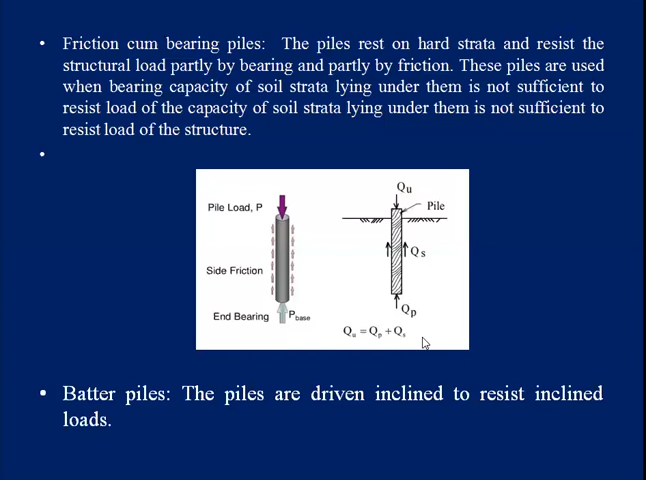 • Friction cum bearing piles: The piles rest on hard strata and resist the
structural load partly by bearing and partly by friction. These piles are used
when bearing capacity of soil strata lying under them is not sufficient to
resist load of the capacity of soil strata lying under them is not sufficient to
resist load of the structure.
•
Pile Load, P
Side Friction
End Bearing
Pbase
Qu
Pile
Qs
Qp
Qu = Qp + Qs
• Batter piles: The piles are driven inclined to resist inclined
loads.